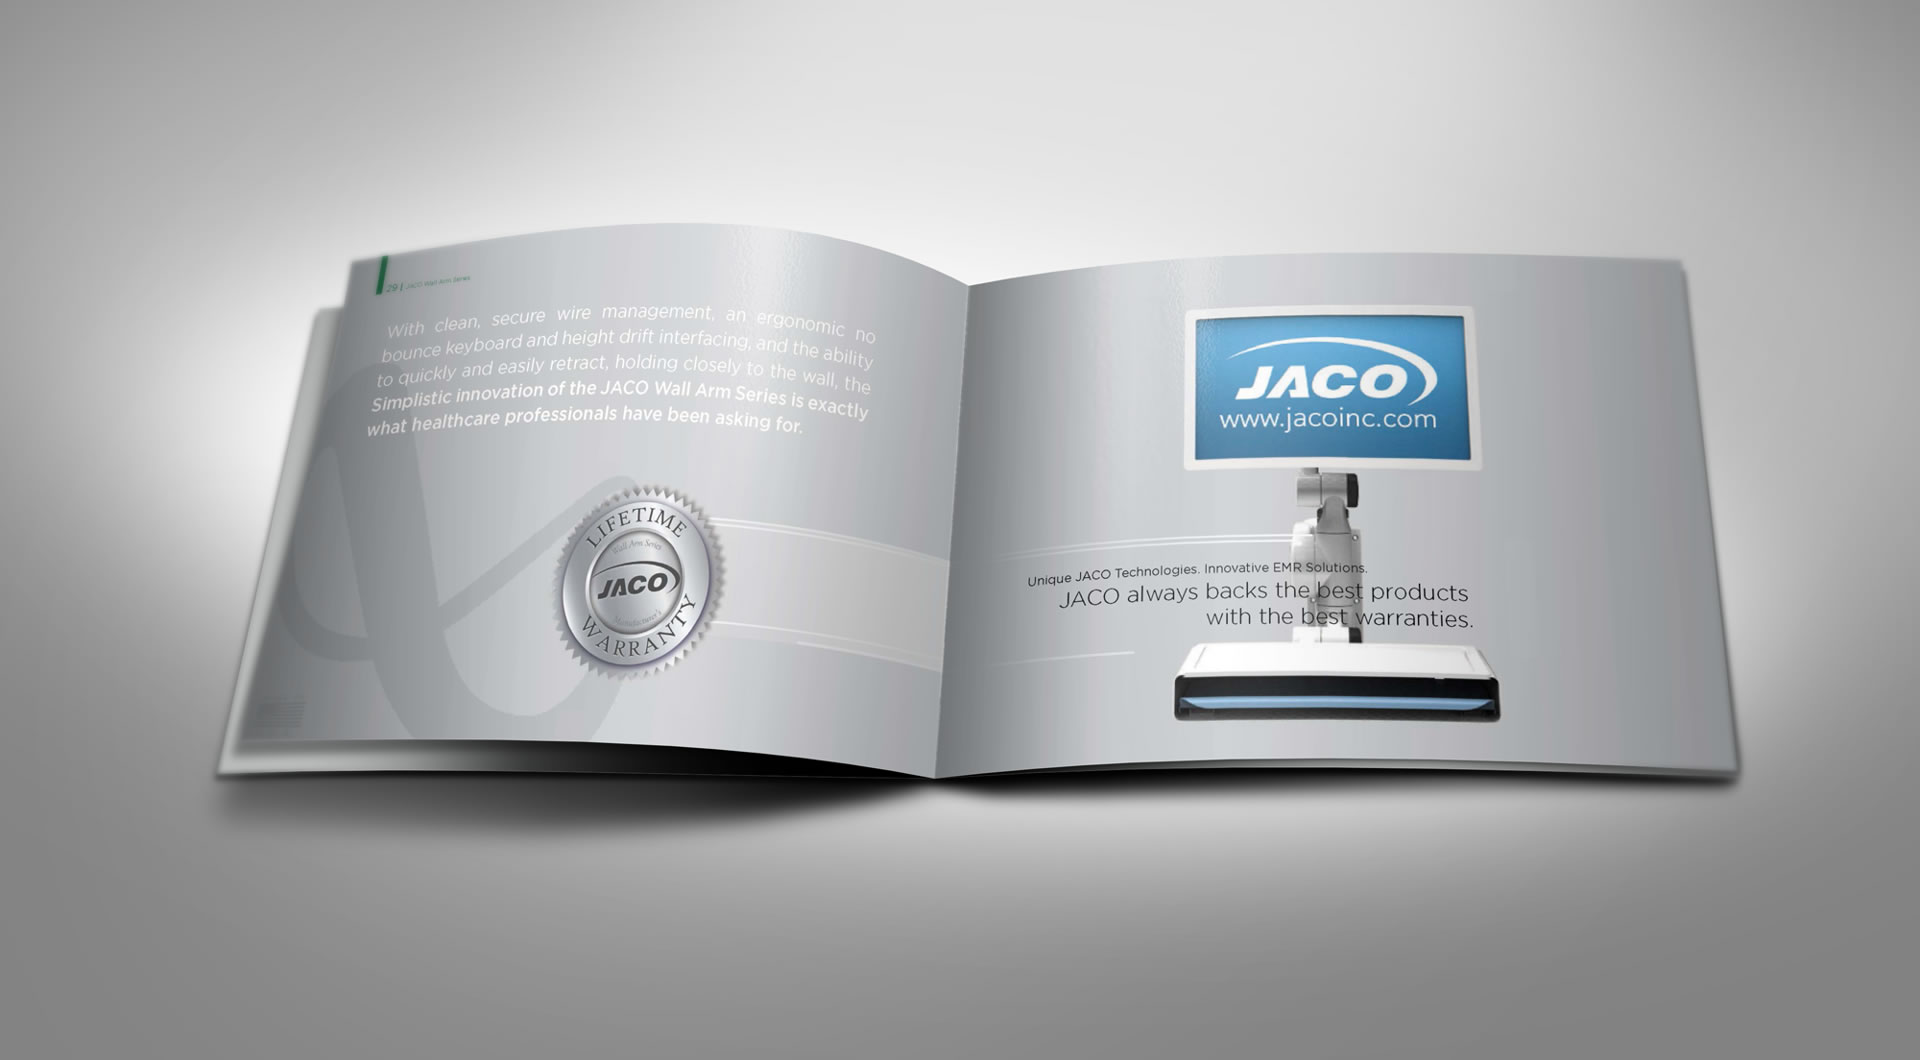 29 | JACO Wall Arm Series
With clean, secure wire management, an ergonomic no
bounce keyboard and height drift interfacing, and the ability
to quickly and easily retract, holding closely to the wall, the
Simplistic innovation of the JACO Wall Arm Series is exactly
what healthcare professionals have been asking for.
LIFETIME
Wall Arm Series
JACO
Manufacturer's
WARRANTY
JACO
www.jacoinc.com
Unique JACO Technologies. Innovative EMR Solutions.
JACO always backs the best products
with the best warranties.